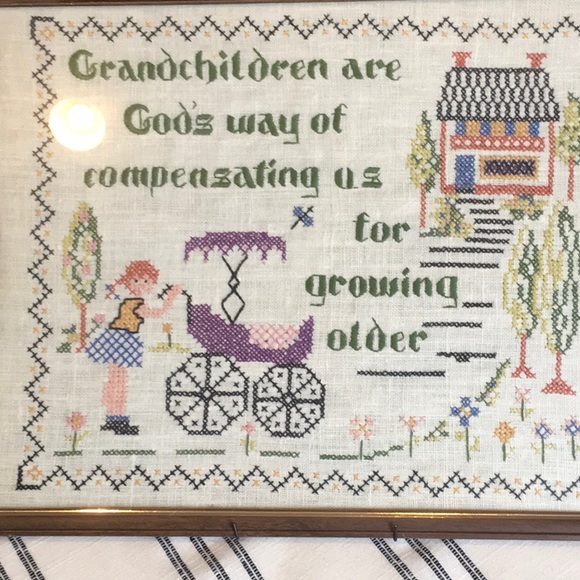 Grandchildren are
God's way of
compensating us
for
growing
older